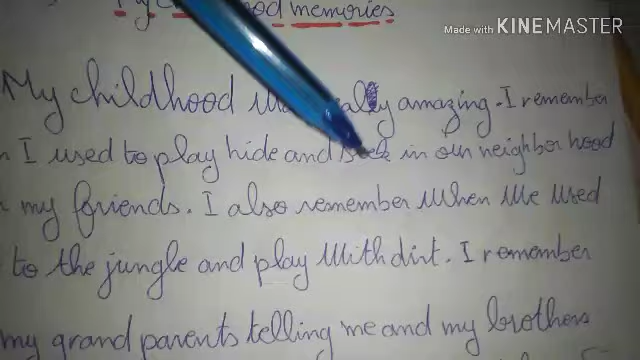 Made with KINEMASTER
My childhood memories
My childhood amazing. I remember
I used to play hide and seek in our neighbor hood
my friends. I also remember when we used
to the jungle and play with dirt. I remember
my grand parents telling me and my brothers